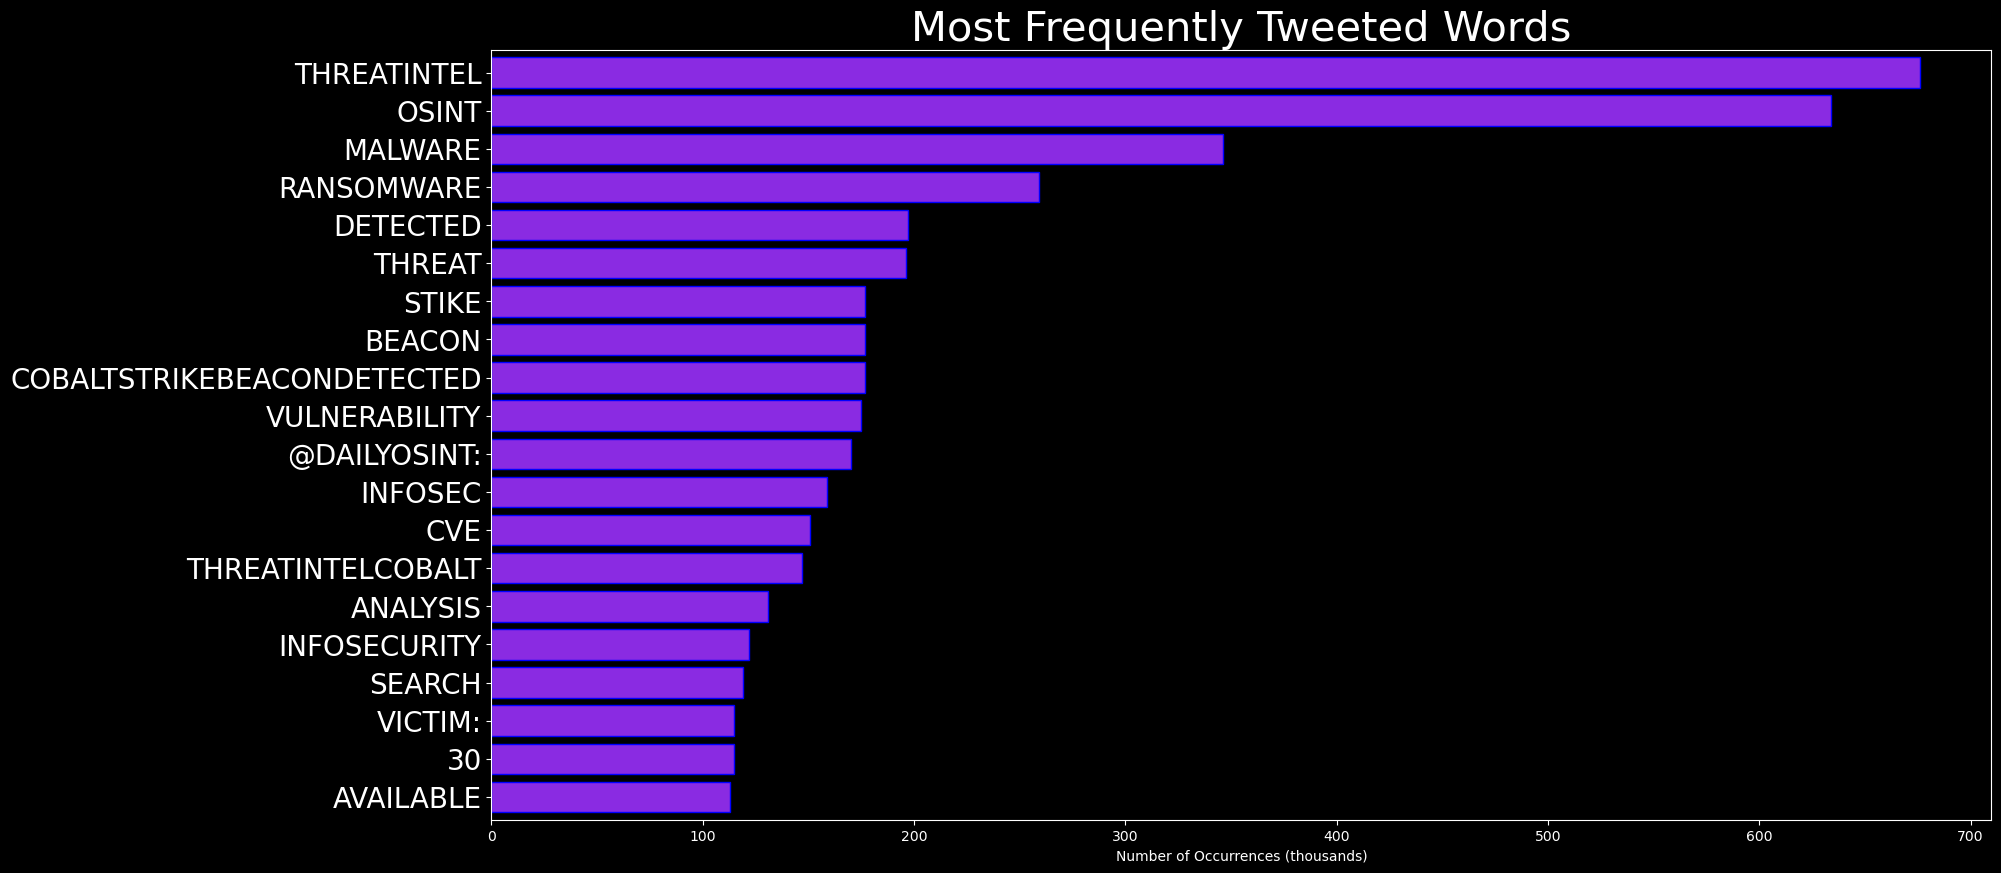 Most Frequently Tweeted Words
THREATINTEL
OSINT
MALWARE
RANSOMWARE
DETECTED
THREAT
STIKE
BEACON
COBALTSTRIKEBEACONDETECTED
VULNERABILITY
@DAILYOSINT:
INFOSEC
CVE
THREATINTELCOBALT
ANALYSIS
INFOSECURITY
SEARCH
VICTIM:
30
AVAILABLE
0 100 200 300 400 500 600 700
Number of Occurrences (thousands)